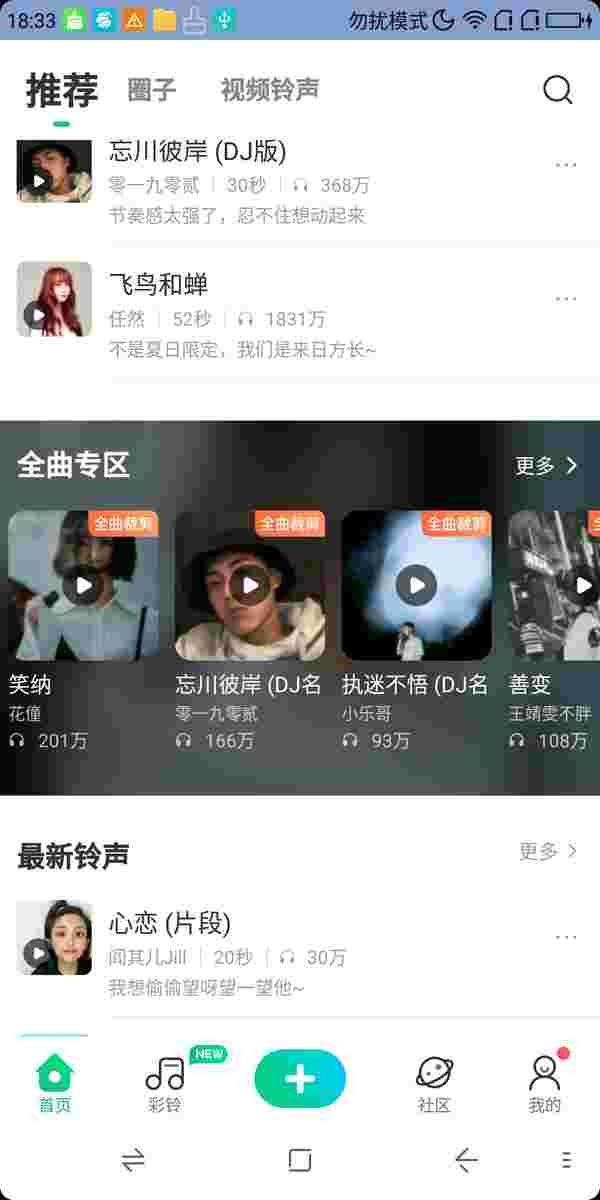 18:33 勿扰模式
推荐 圈子 视频铃声
忘川彼岸 (DJ版)
零一九零贰 30秒 368万
节奏感太强了，忍不住想动起来
飞鸟和蝉
任然 52秒 1831万
不是夏日限定，我们是来日方长~
全曲专区 更多
全曲裁剪 全曲裁剪 全曲裁剪
笑纳 忘川彼岸 (DJ名 执迷不悟 (DJ名 善变
花僮 零一九零贰 小乐哥 王靖雯不胖
201万 166万 93万 108万
最新铃声 更多
心恋 (片段)
闻其儿Jill 20秒 30万
我想偷偷望呀望一望他~
NEW
首页 彩铃 社区 我的